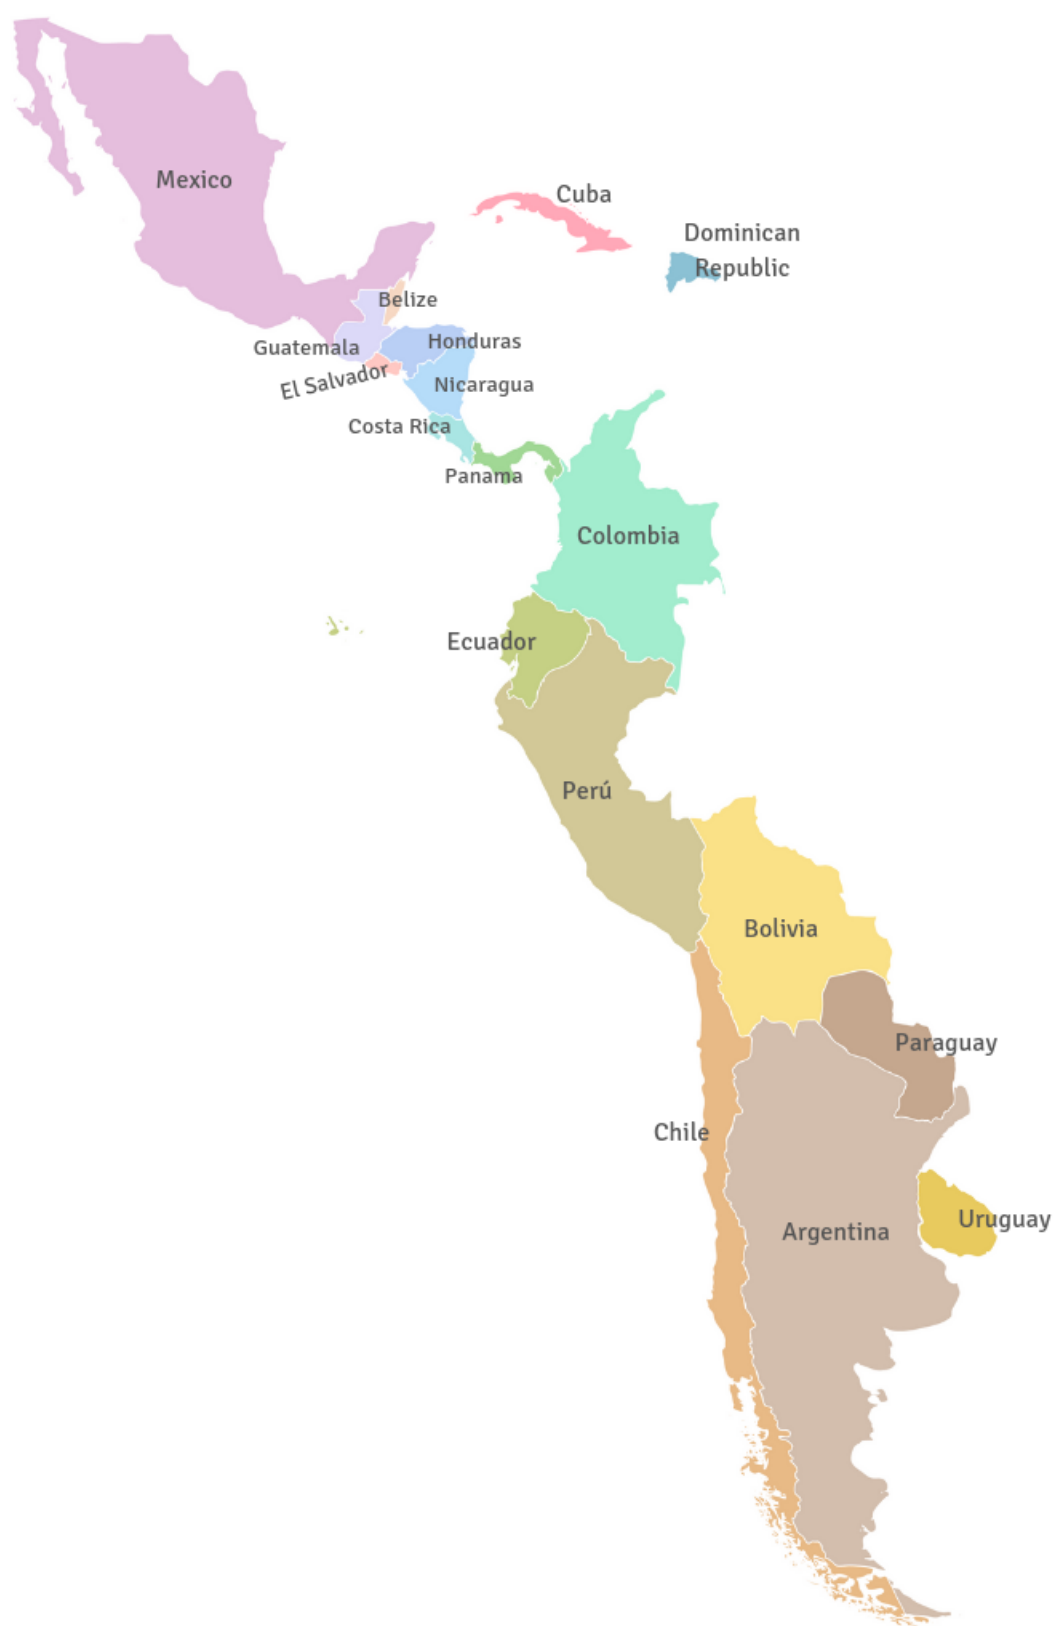 Mexico
Cuba
Dominican
Republic
Belize
Honduras
Guatemala
El Salvador
Nicaragua
Costa Rica
Panama
Colombia
Ecuador
Perú
Bolivia
Paraguay
Chile
Uruguay
Argentina